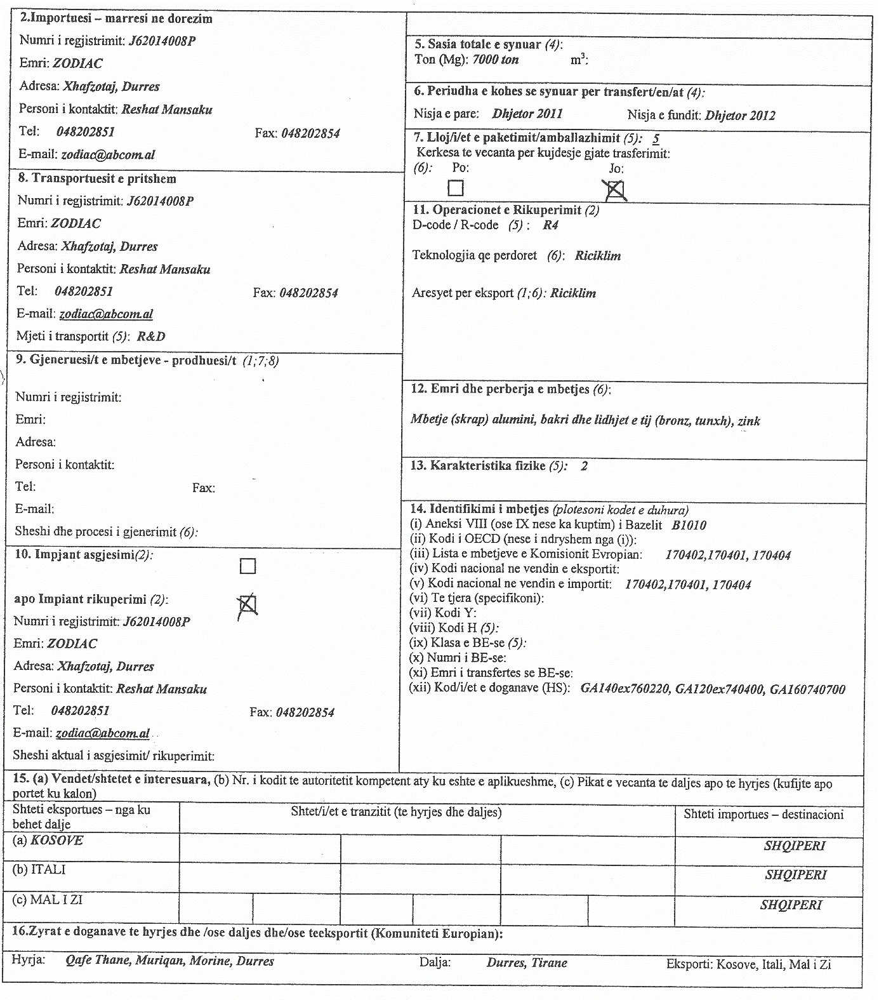 2.Importuesi – marresi ne dorezim
Numri i regjistrimit: J62014008P
Emri: ZODIAC
Adresa: Xhafzotaj, Durres
Personi i kontaktit: Reshat Mansaku
Tel: 048202851 Fax: 048202854
E-mail: zodiac@abcom.al
5. Sasia totale e synuar (4):
Ton (Mg): 7000 ton m³:
6. Periudha e kohes se synuar per transfert/en/at (4):
Nisja e pare: Dhjetor 2011 Nisja e fundit: Dhjetor 2012
7. Lloj/i/et e paketimit/amballazhimit (5): 5
Kerkesa te vecanta per kujdesje gjate trasferimit:
(6): Po: Jo:
8. Transportuesit e pritshem
Numri i regjistrimit: J62014008P
Emri: ZODIAC
Adresa: Xhafzotaj, Durres
Personi i kontaktit: Reshat Mansaku
Tel: 048202851 Fax: 048202854
E-mail: zodiac@abcom.al
Mjeti i transportit (5): R&D
11. Operacionet e Rikuperimit (2)
D-code / R-code (5) : R4
Teknologjia qe perdoret (6): Riciklim
Aresyet per eksport (1;6): Riciklim
9. Gjeneruesi/t e mbetjeve - prodhuesi/t (1;7;8)
Numri i regjistrimit:
Emri:
Adresa:
Personi i kontaktit:
Tel: Fax:
E-mail:
Sheshi dhe procesi i gjenerimit (6):
12. Emri dhe perberja e mbetjes (6):
Mbetje (skrap) alumini, bakri dhe lidhjet e tij (bronz, tunxh), zink
13. Karakteristika fizike (5): 2
10. Impjant asgjesimi(2):
apo Impiant rikuperimi (2):
Numri i regjistrimit: J62014008P
Emri: ZODIAC
Adresa: Xhafzotaj, Durres
Personi i kontaktit: Reshat Mansaku
Tel: 048202851 Fax: 048202854
E-mail: zodiac@abcom.al
Sheshi aktual i asgjesimit/ rikuperimit:
14. Identifikimi i mbetjes (plotesoni kodet e duhura)
(i) Aneksi VIII (ose IX nese ka kuptim) i Bazelit B1010
(ii) Kodi i OECD (nese i ndryshem nga (i)):
(iii) Lista e mbetjeve e Komisionit Evropian: 170402,170401, 170404
(iv) Kodi nacional ne vendin e eksportit:
(v) Kodi nacional ne vendin e importit: 170402,170401, 170404
(vi) Te tjera (specifikoni):
(vii) Kodi Y:
(viii) Kodi H (5):
(ix) Klasa e BE-se (5):
(x) Numri i BE-se:
(xi) Emri i transfertes se BE-se:
(xii) Kod/i/et e doganave (HS): GA140ex760220, GA120ex740400, GA160740700
15. (a) Vendet/shtetet e interesuara, (b) Nr. i kodit te autoritetit kompetent aty ku eshte e aplikueshme, (c) Pikat e vecanta te daljes apo te hyrjes (kufijte apo
portet ku kalon)
Shteti eksportues – nga ku Shtet/i/et e tranzitit (te hyrjes dhe daljes) Shteti importues – destinacioni
behet dalje
(a) KOSOVE SHQIPERI
(b) ITALI SHQIPERI
(c) MAL I ZI SHQIPERI
16.Zyrat e doganave te hyrjes dhe /ose daljes dhe/ose teeksportit (Komuniteti Europian):
Hyrja: Qafe Thane, Muriqan, Morine, Durres Dalja: Durres, Tirane Eksporti: Kosove, Itali, Mal i Zi